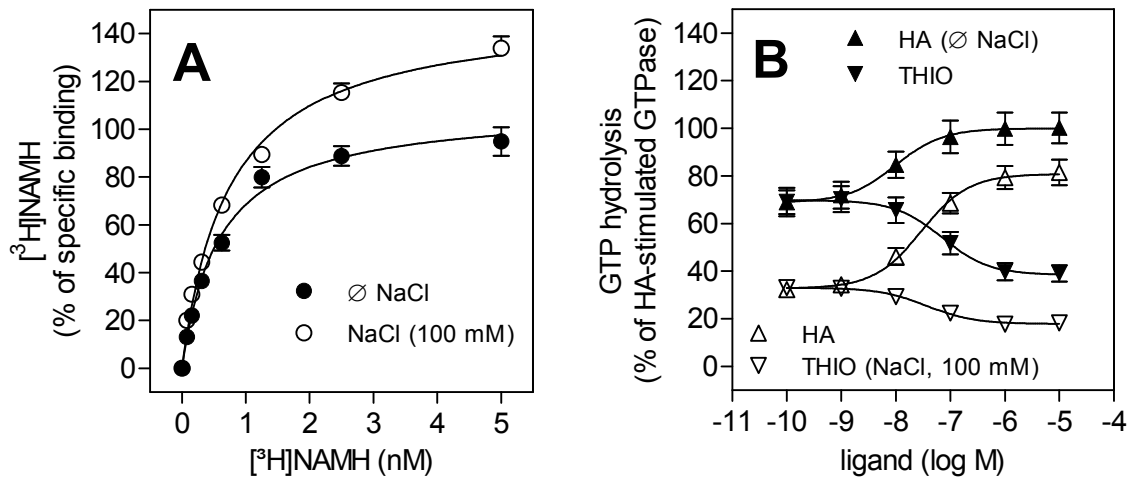 A
[³H]NAMH
(% of specific binding)
140
120
100
80
60
40
20
0
∅ NaCl
NaCl (100 mM)
0 1 2 3 4 5
[³H]NAMH (nM)
B
GTP hydrolysis
(% of HA-stimulated GTPase)
140
120
100
80
60
40
20
0
HA (∅ NaCl)
THIO
HA
THIO (NaCl, 100 mM)
-11 -10 -9 -8 -7 -6 -5 -4
ligand (log M)